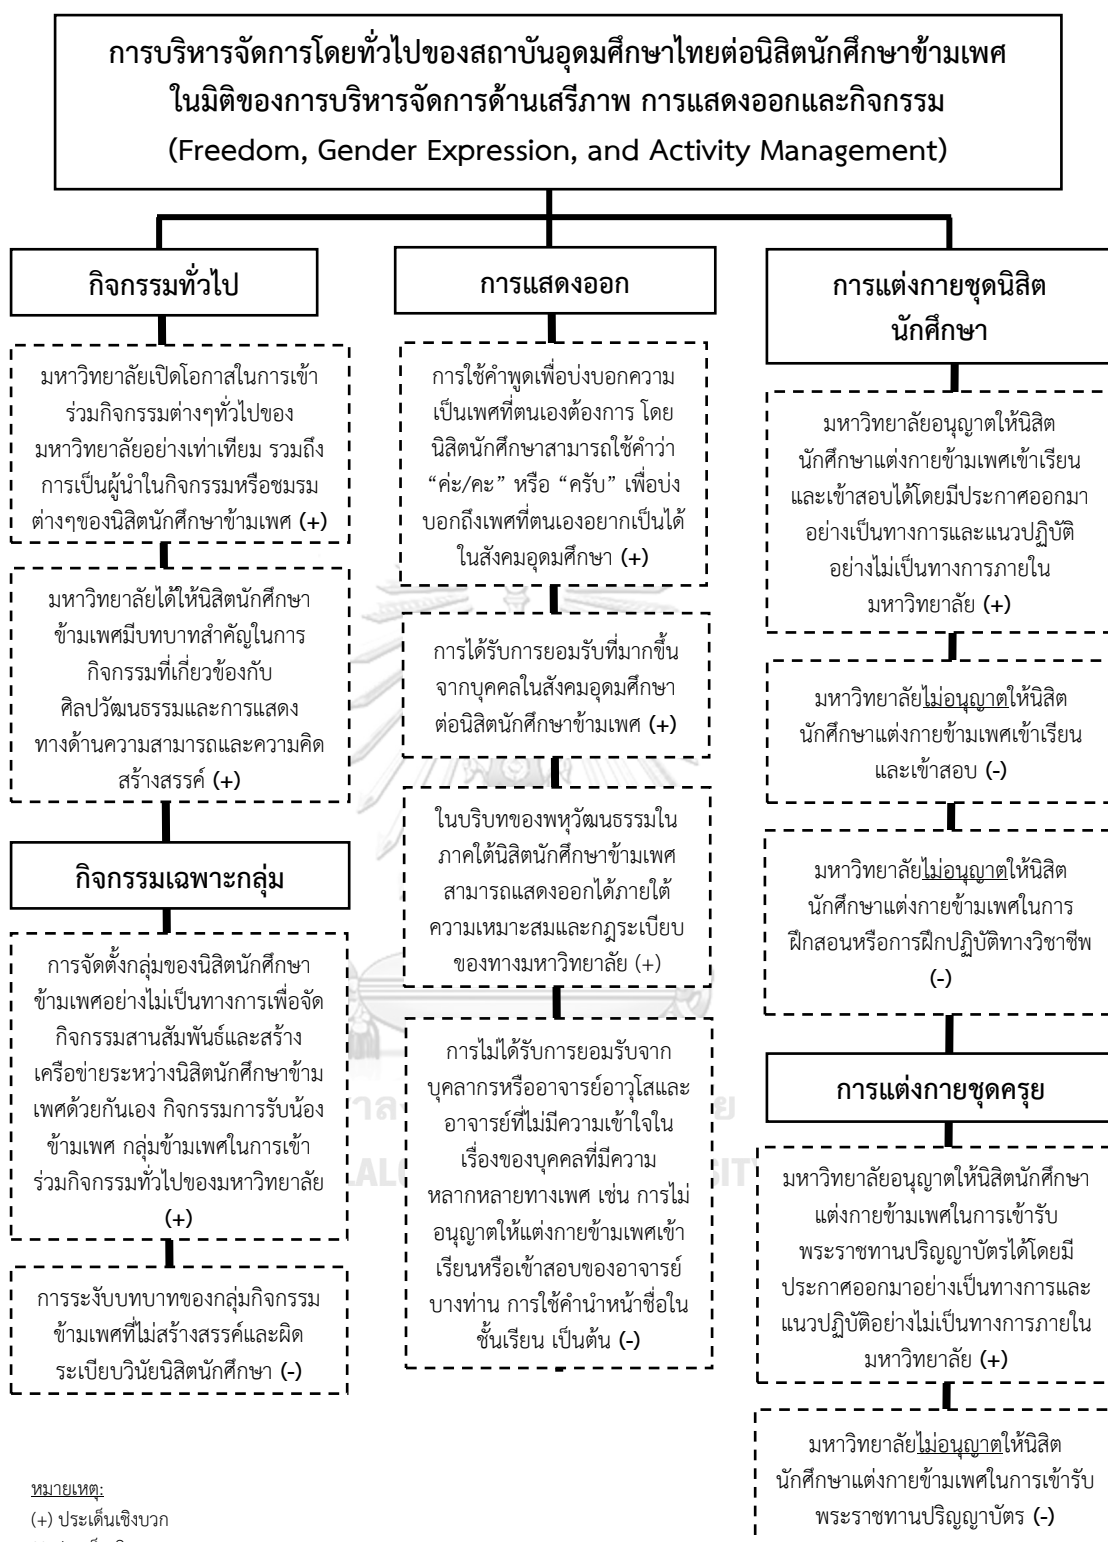 การบริหารจัดการโดยทั่วไปของสถาบันอุดมศึกษาไทยต่อนิสิตนักศึกษาข้ามเพศ
ในมิติของการบริหารจัดการด้านเสรีภาพ การแสดงออกและกิจกรรม
(Freedom, Gender Expression, and Activity Management)
กิจกรรมทั่วไป
มหาวิทยาลัยเปิดโอกาสในการเข้า
ร่วมกิจกรรมต่างๆทั่วไปของ
มหาวิทยาลัยอย่างเท่าเทียม รวมถึง
การเป็นผู้นำในกิจกรรมหรือชมรม
ต่างๆของนิสิตนักศึกษาข้ามเพศ (+)
มหาวิทยาลัยได้ให้นิสิตนักศึกษา
ข้ามเพศมีบทบาทสำคัญในการ
กิจกรรมที่เกี่ยวข้องกับ
ศิลปวัฒนธรรมและการแสดง
ทางด้านความสามารถและความคิด
สร้างสรรค์ (+)
กิจกรรมเฉพาะกลุ่ม
การจัดตั้งกลุ่มของนิสิตนักศึกษา
ข้ามเพศอย่างไม่เป็นทางการเพื่อจัด
กิจกรรมสานสัมพันธ์และสร้าง
เครือข่ายระหว่างนิสิตนักศึกษาข้าม
เพศด้วยกันเอง กิจกรรมการรับน้อง
ข้ามเพศ กลุ่มข้ามเพศในการเข้า
ร่วมกิจกรรมทั่วไปของมหาวิทยาลัย
(+)
การระงับบทบาทของกลุ่มกิจกรรม
ข้ามเพศที่ไม่สร้างสรรค์และผิด
ระเบียบวินัยนิสิตนักศึกษา (-)
การแสดงออก
การใช้คำพูดเพื่อบ่งบอกความ
เป็นเพศที่ตนเองต้องการ โดย
นิสิตนักศึกษาสามารถใช้คำว่า
“ค่ะ/คะ” หรือ “ครับ” เพื่อบ่ง
บอกถึงเพศที่ตนเองอยากเป็นได้
ในสังคมอุดมศึกษา (+)
การได้รับการยอมรับที่มากขึ้น
จากบุคคลในสังคมอุดมศึกษา
ต่อนิสิตนักศึกษาข้ามเพศ (+)
ในบริบทของพหุวัฒนธรรมใน
ภาคใต้นิสิตนักศึกษาข้ามเพศ
สามารถแสดงออกได้ภายใต้
ความเหมาะสมและกฎระเบียบ
ของทางมหาวิทยาลัย (+)
การไม่ได้รับการยอมรับจาก
บุคลากรหรืออาจารย์อาวุโสและ
อาจารย์ที่ไม่มีความเข้าใจใน
เรื่องของบุคคลที่มีความ
หลากหลายทางเพศ เช่น การไม่
อนุญาตให้แต่งกายข้ามเพศเข้า
เรียนหรือเข้าสอบของอาจารย์
บางท่าน การใช้คำนำหน้าชื่อใน
ชั้นเรียน เป็นต้น (-)
การแต่งกายชุดนิสิต
นักศึกษา
มหาวิทยาลัยอนุญาตให้นิสิต
นักศึกษาแต่งกายข้ามเพศเข้าเรียน
และเข้าสอบได้โดยมีประกาศออกมา
อย่างเป็นทางการและแนวปฏิบัติ
อย่างไม่เป็นทางการภายใน
มหาวิทยาลัย (+)
มหาวิทยาลัยไม่อนุญาตให้นิสิต
นักศึกษาแต่งกายข้ามเพศเข้าเรียน
และเข้าสอบ (-)
มหาวิทยาลัยไม่อนุญาตให้นิสิต
นักศึกษาแต่งกายข้ามเพศในการ
ฝึกสอนหรือการฝึกปฏิบัติทางวิชาชีพ
(-)
การแต่งกายชุดครุย
มหาวิทยาลัยอนุญาตให้นิสิตนักศึกษา
แต่งกายข้ามเพศในการเข้ารับ
พระราชทานปริญญาบัตรได้โดยมี
ประกาศออกมาอย่างเป็นทางการและ
แนวปฏิบัติอย่างไม่เป็นทางการภายใน
มหาวิทยาลัย (+)
มหาวิทยาลัยไม่อนุญาตให้นิสิต
นักศึกษาแต่งกายข้ามเพศในการเข้ารับ
พระราชทานปริญญาบัตร (-)
หมายเหตุ:
(+) ประเด็นเชิงบวก